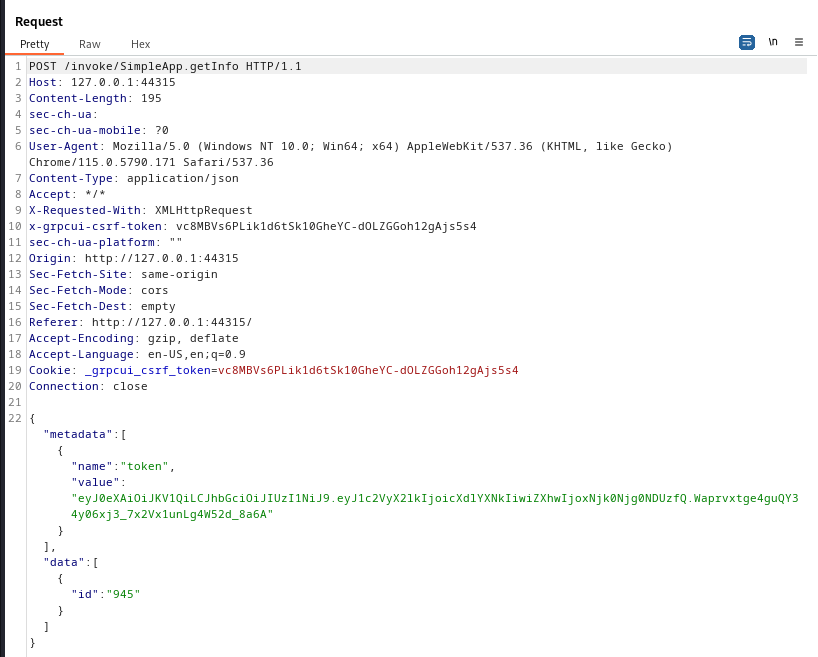 Request
Pretty Raw Hex
\n
1 POST /invoke/SimpleApp.getInfo HTTP/1.1
2 Host: 127.0.0.1:44315
3 Content-Length: 195
4 sec-ch-ua:
5 sec-ch-ua-mobile: ?0
6 User-Agent: Mozilla/5.0 (Windows NT 10.0; Win64; x64) AppleWebKit/537.36 (KHTML, like Gecko)
Chrome/115.0.5790.171 Safari/537.36
7 Content-Type: application/json
8 Accept: */*
9 X-Requested-With: XMLHttpRequest
10 x-grpcui-csrf-token: vc8MBVs6PLik1d6tSk10GheYC-dOLZGGoh12gAjs5s4
11 sec-ch-ua-platform: ""
12 Origin: http://127.0.0.1:44315
13 Sec-Fetch-Site: same-origin
14 Sec-Fetch-Mode: cors
15 Sec-Fetch-Dest: empty
16 Referer: http://127.0.0.1:44315/
17 Accept-Encoding: gzip, deflate
18 Accept-Language: en-US,en;q=0.9
19 Cookie: _grpcui_csrf_token=vc8MBVs6PLik1d6tSk10GheYC-dOLZGGoh12gAjs5s4
20 Connection: close
21
22 {
"metadata":[
{
"name":"token",
"value":
"eyJ0eXAiOiJKV1QiLCJhbGciOiJIUzI1NiJ9.eyJ1c2VyX2lkIjoicXdlYXNkIiwiZXhwIjoxNjk0Njg0NDUzfQ.Waprvxtge4guQY3
4y06xj3_7x2Vx1unLg4W52d_8a6A"
}
],
"data":[
{
"id":"945"
}
]
}